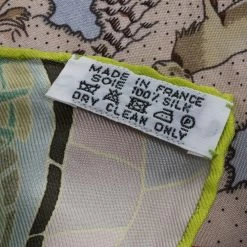 MADE IN FRANCE
SOIE 100% SILK
DRY CLEAN ONLY